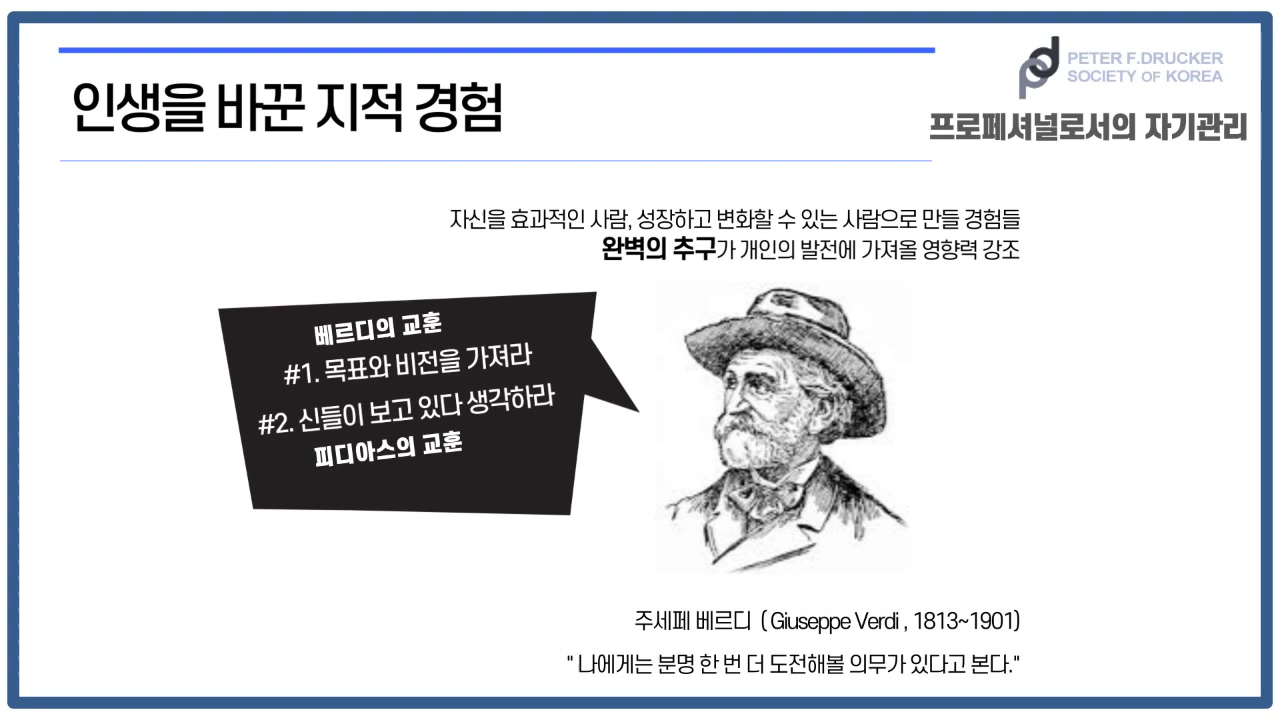 인생을 바꾼 지적 경험
PETER F.DRUCKER
SOCIETY OF KOREA
프로페셔널로서의 자기관리
자신을 효과적인 사람, 성장하고 변화할 수 있는 사람으로 만들 경험들
완벽의 추구가 개인의 발전에 가져올 영향력 강조
베르디의 교훈
#1. 목표와 비전을 가져라
#2. 신들이 보고 있다 생각하라
피디아스의 교훈
주세페 베르디 ( Giuseppe Verdi , 1813~1901)
" 나에게는 분명 한 번 더 도전해볼 의무가 있다고 본다."